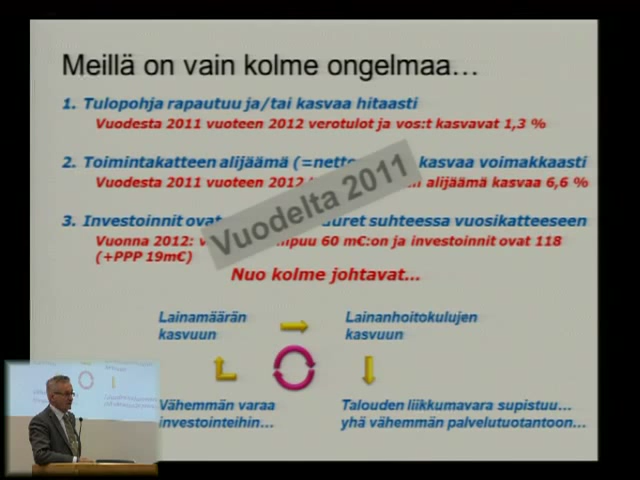 Meillä on vain kolme ongelmaa…
1. Tulopohja rapautuu ja/tai kasvaa hitaasti
Vuodesta 2011 vuoteen 2012 verotulot ja vos:t kasvavat 1,3 %
2. Toimintakatteen alijäämä (=netto kasvaa voimakkaasti
Vuodesta 2011 vuoteen 2012 alijäämä kasvaa 6,6 %
3. Investoinnit ovat suhteessa vuosikatteeseen
Vuonna 2012: 60 m€:on ja investoinnit ovat 118
(+PPP 19m€)
Vuodelta 2011
Nuo kolme johtavat…
Lainamäärän
kasvuun
Lainanhoitokulujen
kasvuun
Vähemmän varaa
investointeihin…
Talouden liikkumavara supistuu…
yhä vähemmän palvelutuotantoon…